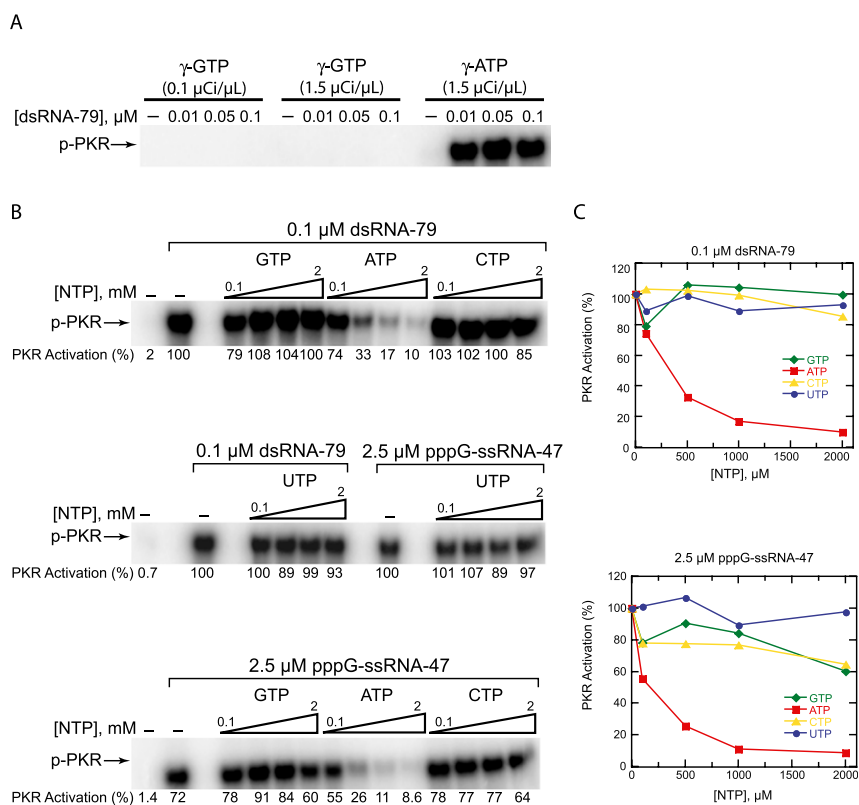 A
γ-GTP γ-GTP γ-ATP
(0.1 µCi/µL) (1.5 µCi/µL) (1.5 µCi/µL)
[dsRNA-79], µM – 0.01 0.05 0.1 – 0.01 0.05 0.1 – 0.01 0.05 0.1
p-PKR→
B
0.1 µM dsRNA-79
GTP ATP CTP
[NTP], mM – – 0.1 2 0.1 2 0.1 2
p-PKR→
PKR Activation (%) 2 100 79 108 104 100 74 33 17 10 103 102 100 85
0.1 µM dsRNA-79 2.5 µM pppG-ssRNA-47
UTP UTP
[NTP], mM – – 0.1 2 – 0.1 2
p-PKR→
PKR Activation (%) 0.7 100 100 89 99 93 100 101 107 89 97
2.5 µM pppG-ssRNA-47
GTP ATP CTP
[NTP], mM – – 0.1 2 0.1 2 0.1 2
p-PKR→
PKR Activation (%) 1.4 72 78 91 84 60 55 26 11 8.6 78 77 77 64
C
0.1 µM dsRNA-79
PKR Activation (%)
120
100
80
60
40
20
0
GTP
ATP
CTP
UTP
0 500 1000 1500 2000
[NTP], µM
2.5 µM pppG-ssRNA-47
PKR Activation (%)
120
100
80
60
40
20
0
GTP
ATP
CTP
UTP
0 500 1000 1500 2000
[NTP], µM